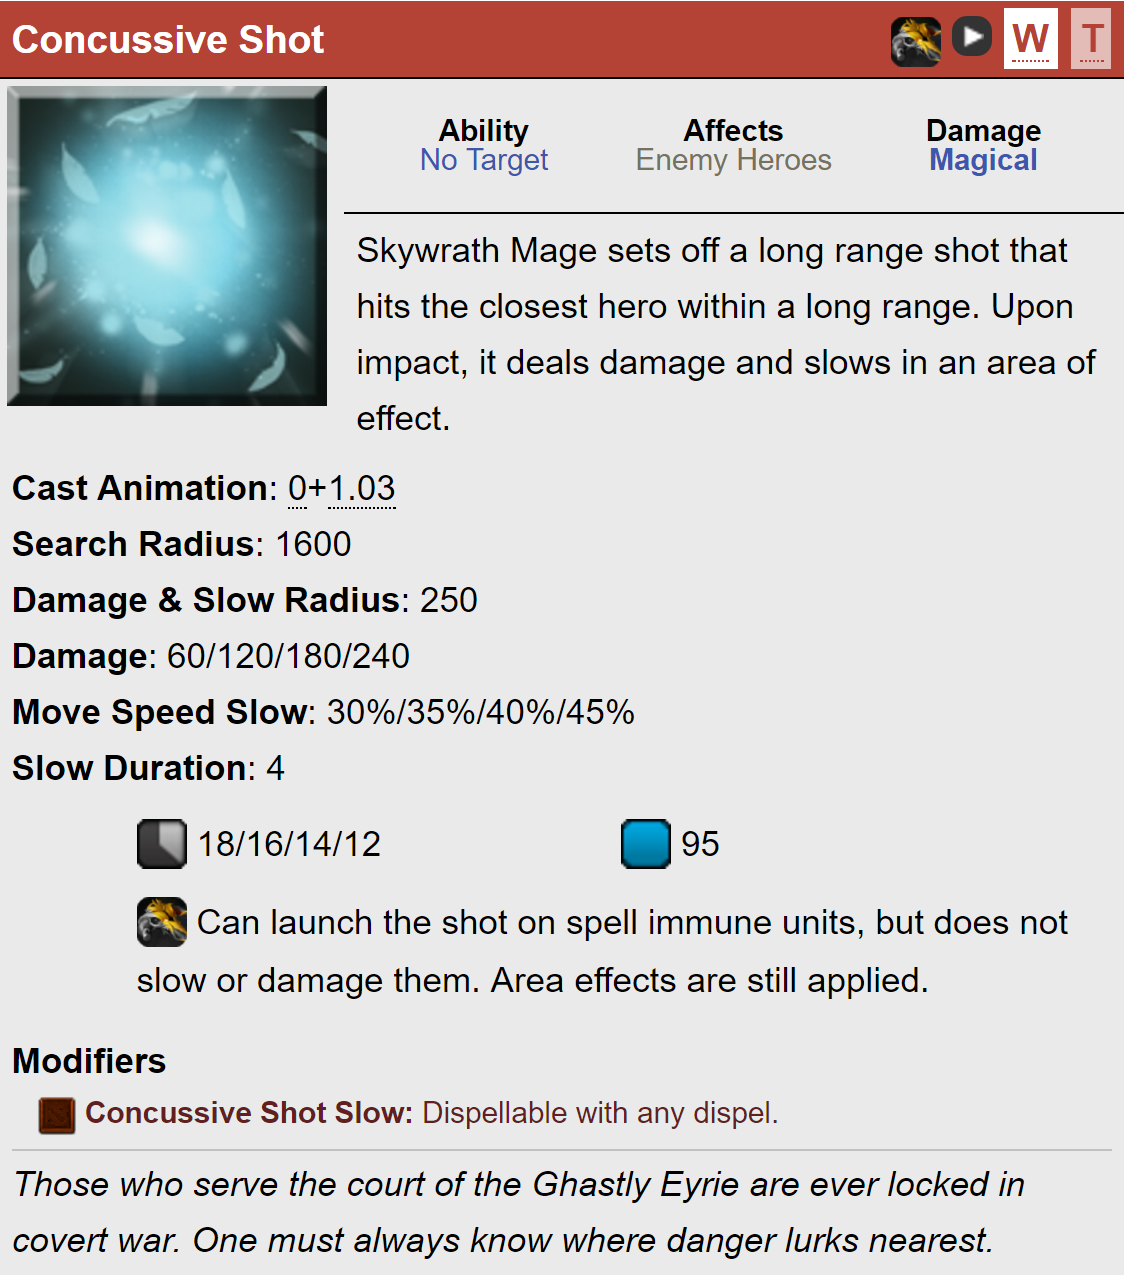 Concussive Shot W T
Ability Affects Damage
No Target Enemy Heroes Magical
Skywrath Mage sets off a long range shot that
hits the closest hero within a long range. Upon
impact, it deals damage and slows in an area of
effect.
Cast Animation: 0+1.03
Search Radius: 1600
Damage & Slow Radius: 250
Damage: 60/120/180/240
Move Speed Slow: 30%/35%/40%/45%
Slow Duration: 4
18/16/14/12 95
Can launch the shot on spell immune units, but does not
slow or damage them. Area effects are still applied.
Modifiers
Concussive Shot Slow: Dispellable with any dispel.
Those who serve the court of the Ghastly Eyrie are ever locked in
covert war. One must always know where danger lurks nearest.